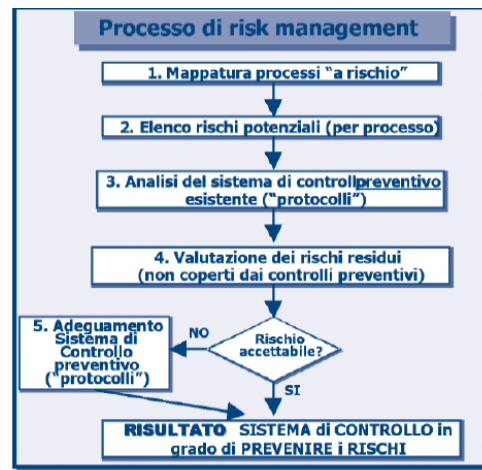 Processo di risk management
1. Mappatura processi “a rischio”
2. Elenco rischi potenziali (per processo)
3. Analisi del sistema di controllpreventivo
esistente (“protocolli”)
4. Valutazione dei rischi residui
(non coperti dai controlli preventivi)
5. Adeguamento
Sistema di
Controllo
preventivo
(“protocolli”)
NO
Rischio
accettabile?
SI
RISULTATO SISTEMA di CONTROLLO in
grado di PREVENIRE i RISCHI